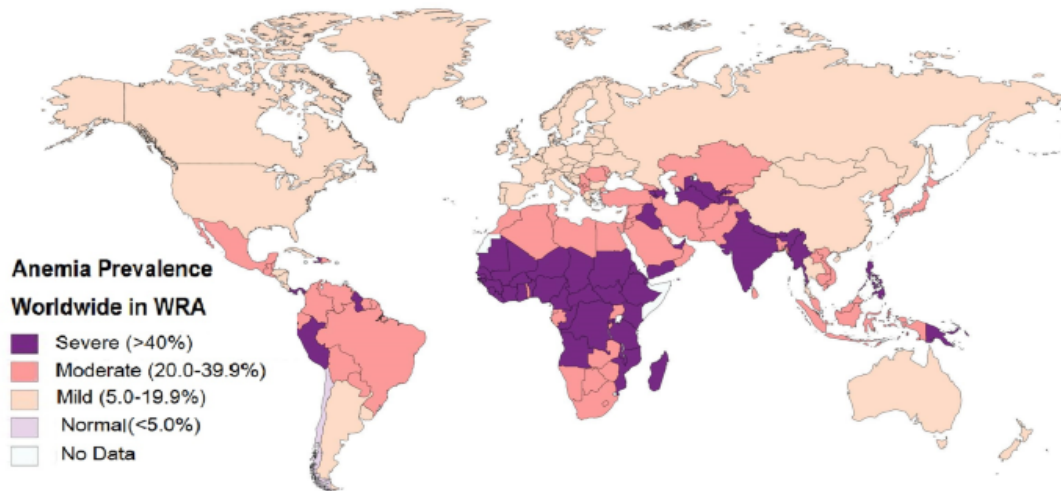 Anemia Prevalence
Worldwide in WRA
Severe (>40%)
Moderate (20.0-39.9%)
Mild (5.0-19.9%)
Normal(<5.0%)
No Data